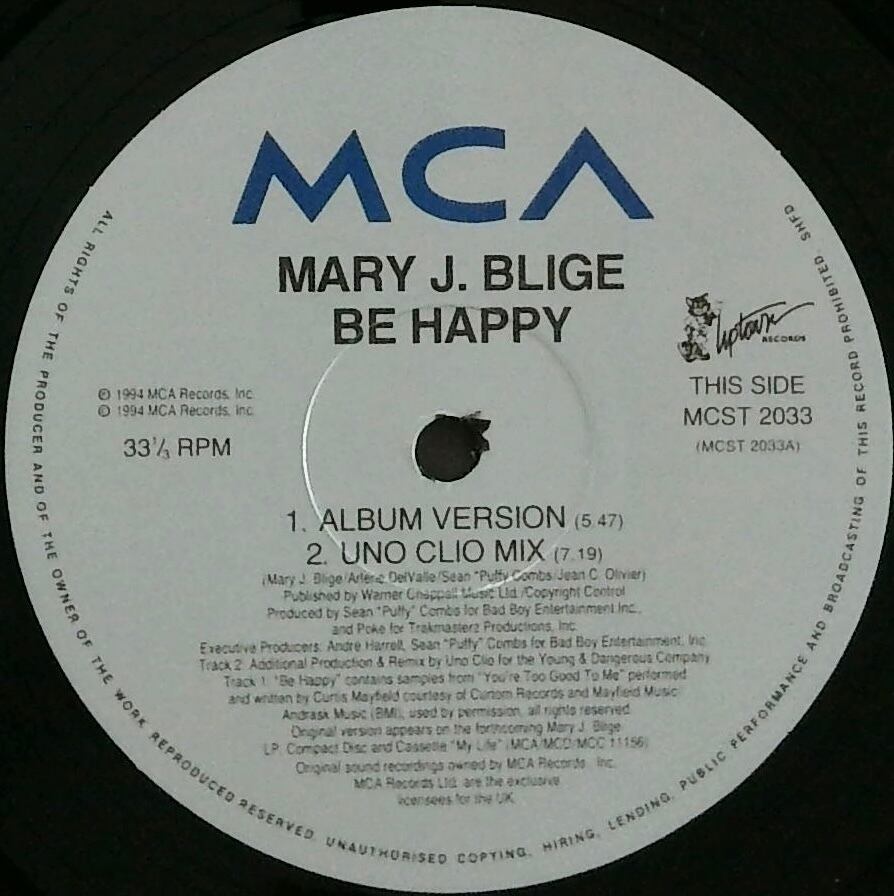 MCA
MARY J. BLIGE
BE HAPPY
Uptown
RECORDS
℗ 1994 MCA Records, Inc.
© 1994 MCA Records, Inc.
33⅓ RPM
THIS SIDE
MCST 2033
(MCST 2033A)
1. ALBUM VERSION (5.47)
2. UNO CLIO MIX (7.19)
(Mary J. Blige/Arlene DelValle/Sean "Puffy Combs/Jean C. Olivier)
Published by Warner Chappell Music Ltd./Copyright Control
Produced by Sean "Puffy" Combs for Bad Boy Entertainment Inc.,
and Poke for Trakmasterz Productions, Inc.
Executive Producers: Andre Harrell, Sean "Puffy" Combs for Bad Boy Entertainment, Inc.
Track 2: Additional Production & Remix by Uno Clio for the Young & Dangerous Company
Track 1: "Be Happy" contains samples from "You're Too Good To Me" performed
and written by Curtis Mayfield courtesy of Curtom Records and Mayfield Music
Andrask Music (BMI), used by permission, all rights reserved
Original version appears on the forthcoming Mary J. Blige
LP, Compact Disc and Cassette "My Life" (MCA/MCD/MCC 11156)
Original sound recordings owned by MCA Records, Inc.
MCA Records Ltd. are the exclusive
licensees for the UK
ALL RIGHTS OF THE PRODUCER AND OF THE OWNER OF THE WORK REPRODUCED RESERVED. UNAUTHORISED COPYING, HIRING, LENDING, PUBLIC PERFORMANCE AND BROADCASTING OF THIS RECORD PROHIBITED. SHFD